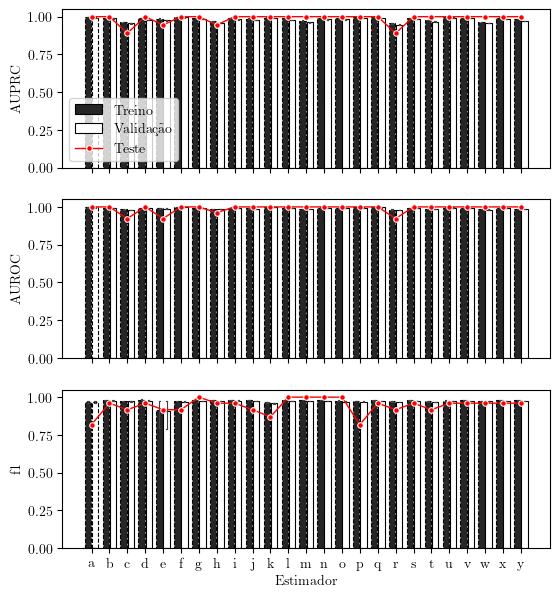 1.00
0.75
0.50
0.25
0.00
AUPRC
Treino
Validação
Teste
1.00
0.75
0.50
0.25
0.00
AUROC
1.00
0.75
0.50
0.25
0.00
f1
a b c d e f g h i j k l m n o p q r s t u v w x y
Estimador